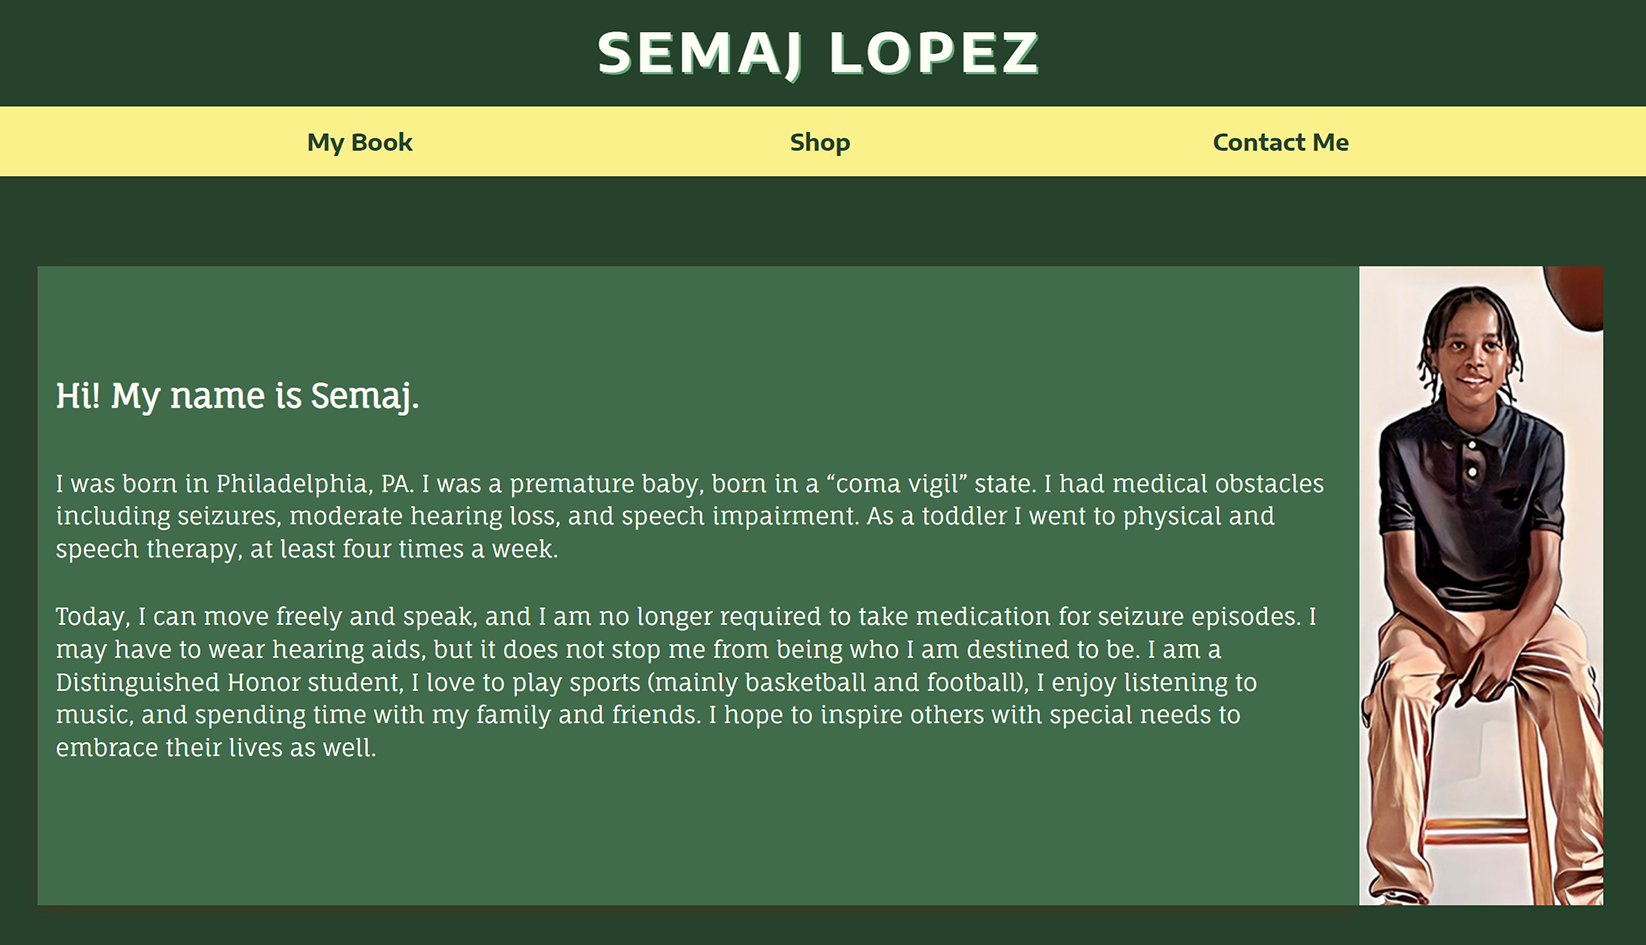 SEMAJ LOPEZ
My Book
Shop
Contact Me
Hi! My name is Semaj.
I was born in Philadelphia, PA. I was a premature baby, born in a “coma vigil” state. I had medical obstacles
including seizures, moderate hearing loss, and speech impairment. As a toddler I went to physical and
speech therapy, at least four times a week.
Today, I can move freely and speak, and I am no longer required to take medication for seizure episodes. I
may have to wear hearing aids, but it does not stop me from being who I am destined to be. I am a
Distinguished Honor student, I love to play sports (mainly basketball and football), I enjoy listening to
music, and spending time with my family and friends. I hope to inspire others with special needs to
embrace their lives as well.